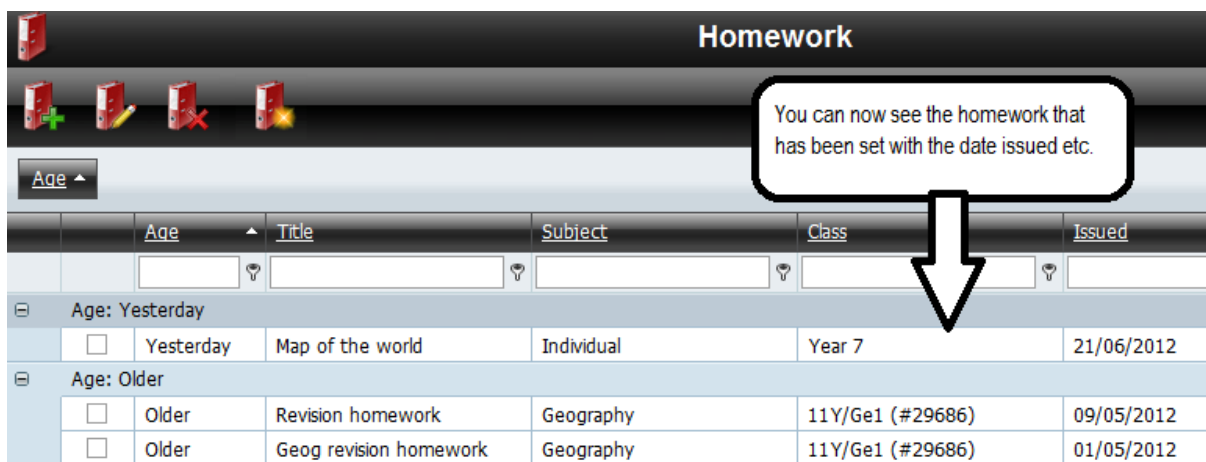 Homework
You can now see the homework that
has been set with the date issued etc.
Age
Age Title Subject Class Issued
Age: Yesterday
Yesterday Map of the world Individual Year 7 21/06/2012
Age: Older
Older Revision homework Geography 11Y/Ge1 (#29686) 09/05/2012
Older Geog revision homework Geography 11Y/Ge1 (#29686) 01/05/2012